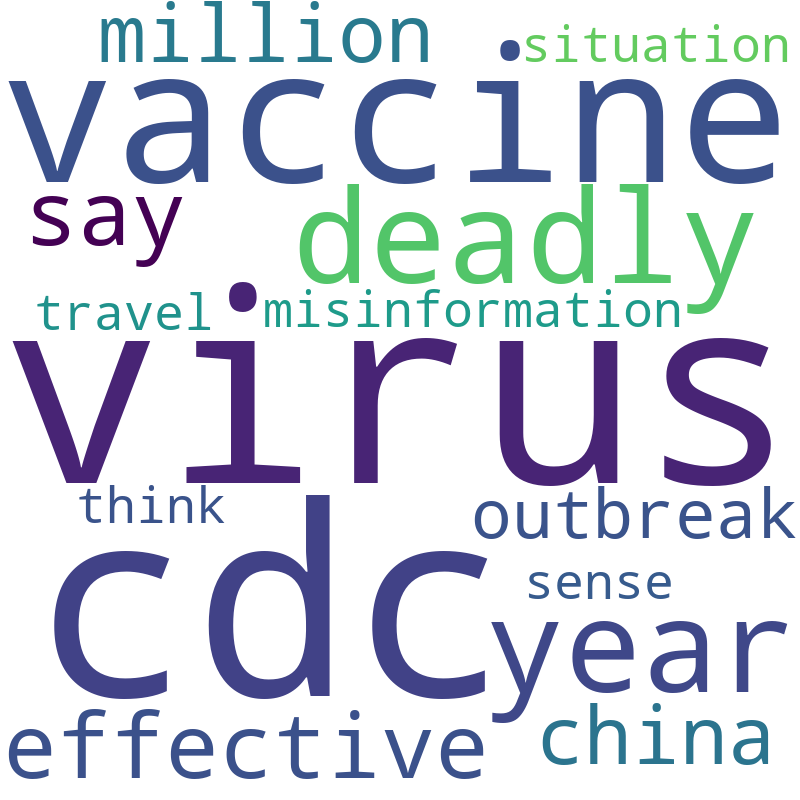 million situation
vaccine
say deadly
travel misinformation
virus
think outbreak
cdc sense
year
effective china